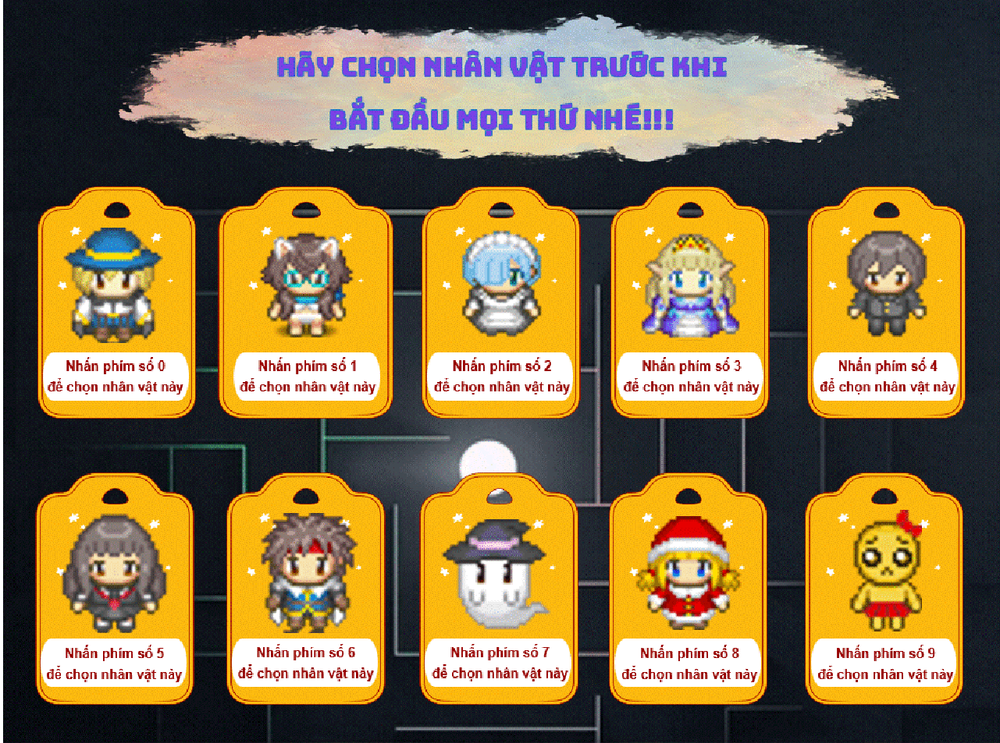 HÃY CHỌN NHÂN VẬT TRƯỚC KHI
BẮT ĐẦU MỌI THỨ NHÉ!!!
Nhấn phím số 0
để chọn nhân vật này
Nhấn phím số 1
để chọn nhân vật này
Nhấn phím số 2
để chọn nhân vật này
Nhấn phím số 3
để chọn nhân vật này
Nhấn phím số 4
để chọn nhân vật này
Nhấn phím số 5
để chọn nhân vật này
Nhấn phím số 6
để chọn nhân vật này
Nhấn phím số 7
để chọn nhân vật này
Nhấn phím số 8
để chọn nhân vật này
Nhấn phím số 9
để chọn nhân vật này